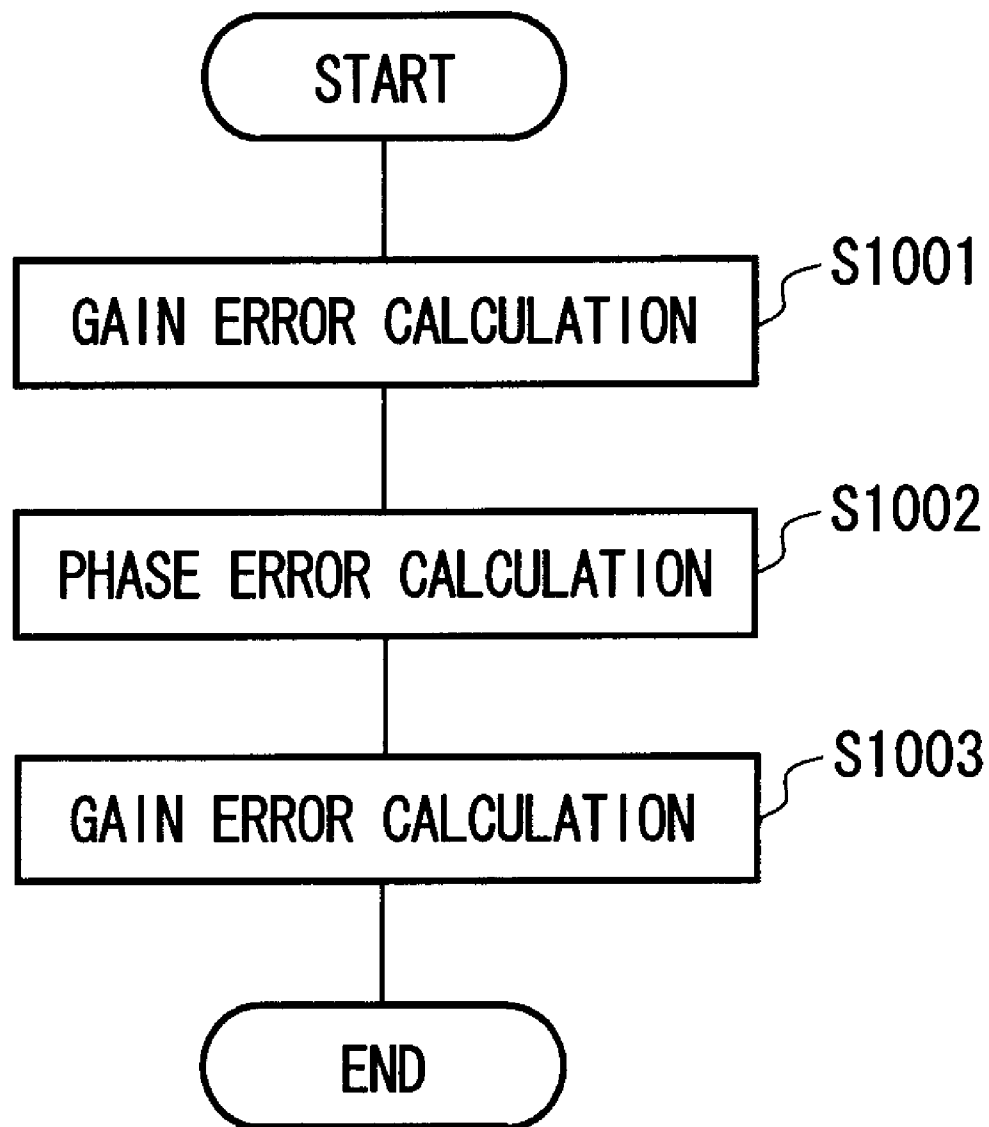 START
GAIN ERROR CALCULATION
S1001
PHASE ERROR CALCULATION
S1002
GAIN ERROR CALCULATION
S1003
END